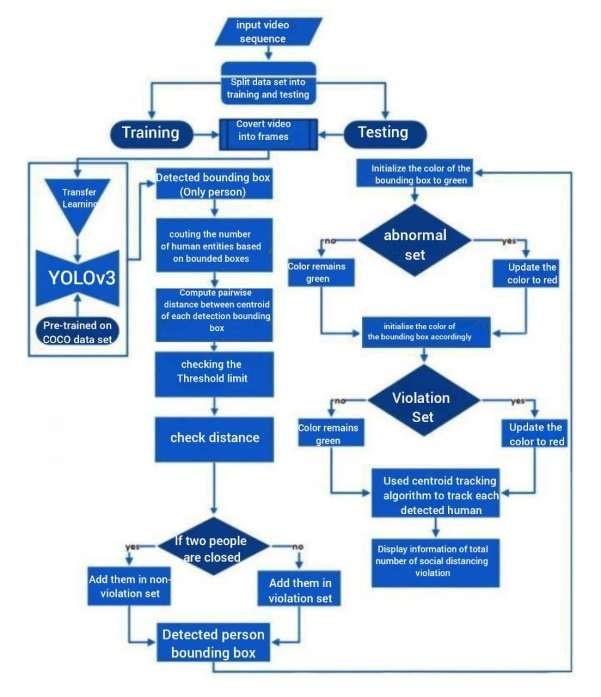 input video
sequence
Split data set into
training and testing
Training
Covert video
into frames
Testing
Transfer
Learning
YOLOv3
Pre-trained on
COCO data set
Detected bounding box
(Only person)
couting the number
of human entities based
on bounded boxes
Compute pairwise
distance between centroid
of each detection bounding
box
checking the
Threshold limit
check distance
If two people
are closed
yes
no
Add them in non-
violation set
Add them in
violation set
Detected person
bounding box
Initialize the color of the
bounding box to green
abnormal
set
no
yes
Color remains
green
Update the
color to red
initialise the color of
the bounding box accordingly
Violation
Set
no
yes
Color remains
green
Update the
color to red
Used centroid tracking
algorithm to track each
detected human
Display information of total
number of social distancing
violation